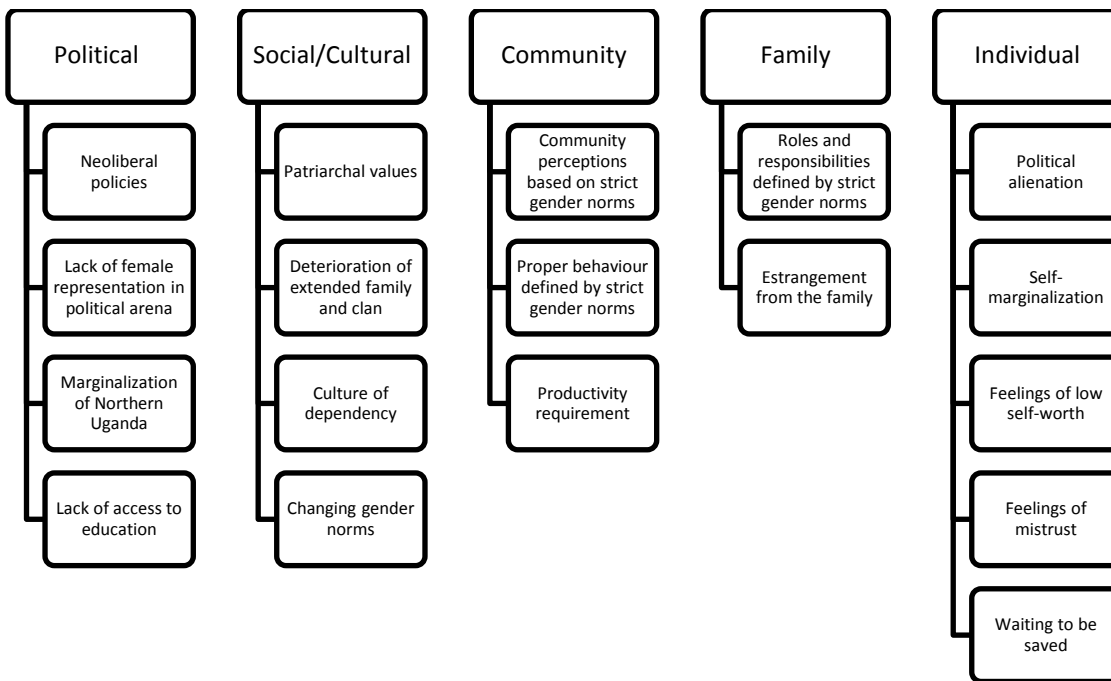 Political
Neoliberal
policies
Lack of female
representation in
political arena
Marginalization
of Northern
Uganda
Lack of access to
education
Social/Cultural
Patriarchal values
Deterioration of
extended family
and clan
Culture of
dependency
Changing gender
norms
Community
Community
perceptions
based on strict
gender norms
Proper behaviour
defined by strict
gender norms
Productivity
requirement
Family
Roles and
responsibilities
defined by strict
gender norms
Estrangement
from the family
Individual
Political
alienation
Self-
marginalization
Feelings of low
self-worth
Feelings of
mistrust
Waiting to be
saved